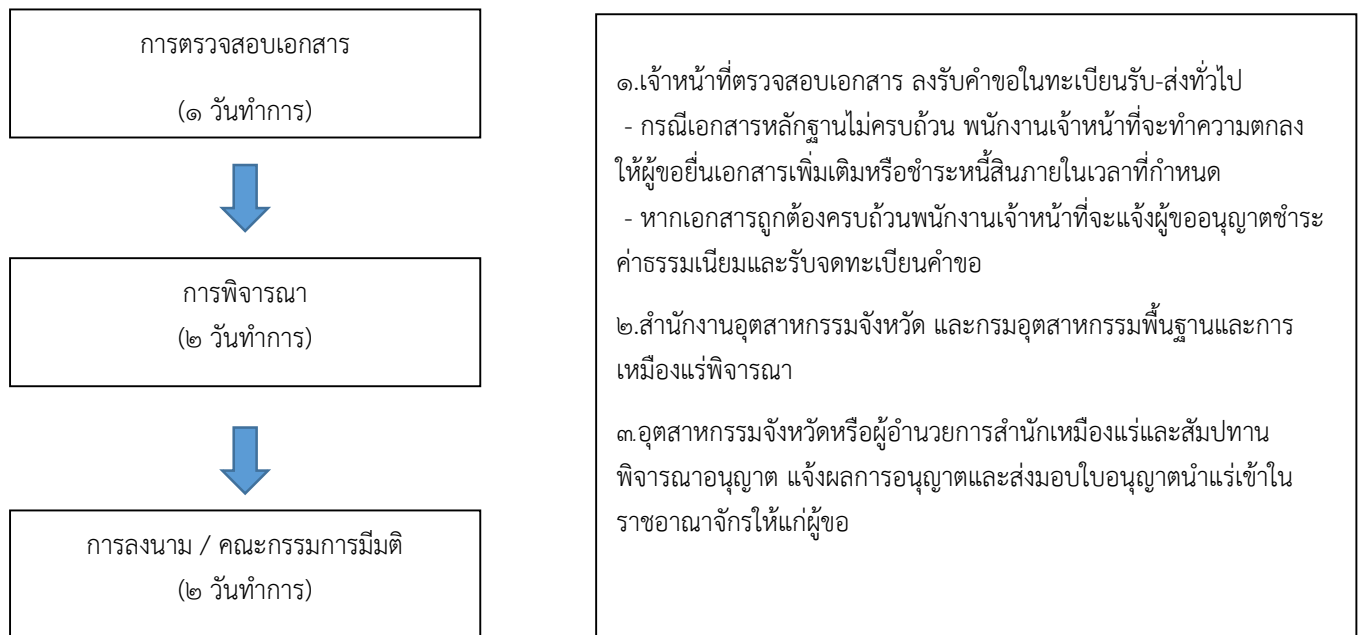 การตรวจสอบเอกสาร
(๑ วันทำการ)
การพิจารณา
(๒ วันทำการ)
การลงนาม / คณะกรรมการมีมติ
(๒ วันทำการ)
๑.เจ้าหน้าที่ตรวจสอบเอกสาร ลงรับคำขอในทะเบียนรับ-ส่งทั่วไป
- กรณีเอกสารหลักฐานไม่ครบถ้วน พนักงานเจ้าหน้าที่จะทำความตกลง
ให้ผู้ขอยื่นเอกสารเพิ่มเติมหรือชำระหนี้สินภายในเวลาที่กำหนด
- หากเอกสารถูกต้องครบถ้วนพนักงานเจ้าหน้าที่จะแจ้งผู้ขออนุญาตชำระ
ค่าธรรมเนียมและรับจดทะเบียนคำขอ
๒.สำนักงานอุตสาหกรรมจังหวัด และกรมอุตสาหกรรมพื้นฐานและการ
เหมืองแร่พิจารณา
๓.อุตสาหกรรมจังหวัดหรือผู้อำนวยการสำนักเหมืองแร่และสัมปทาน
พิจารณาอนุญาต แจ้งผลการอนุญาตและส่งมอบใบอนุญาตนำแร่เข้าใน
ราชอาณาจักรให้แก่ผู้ขอ